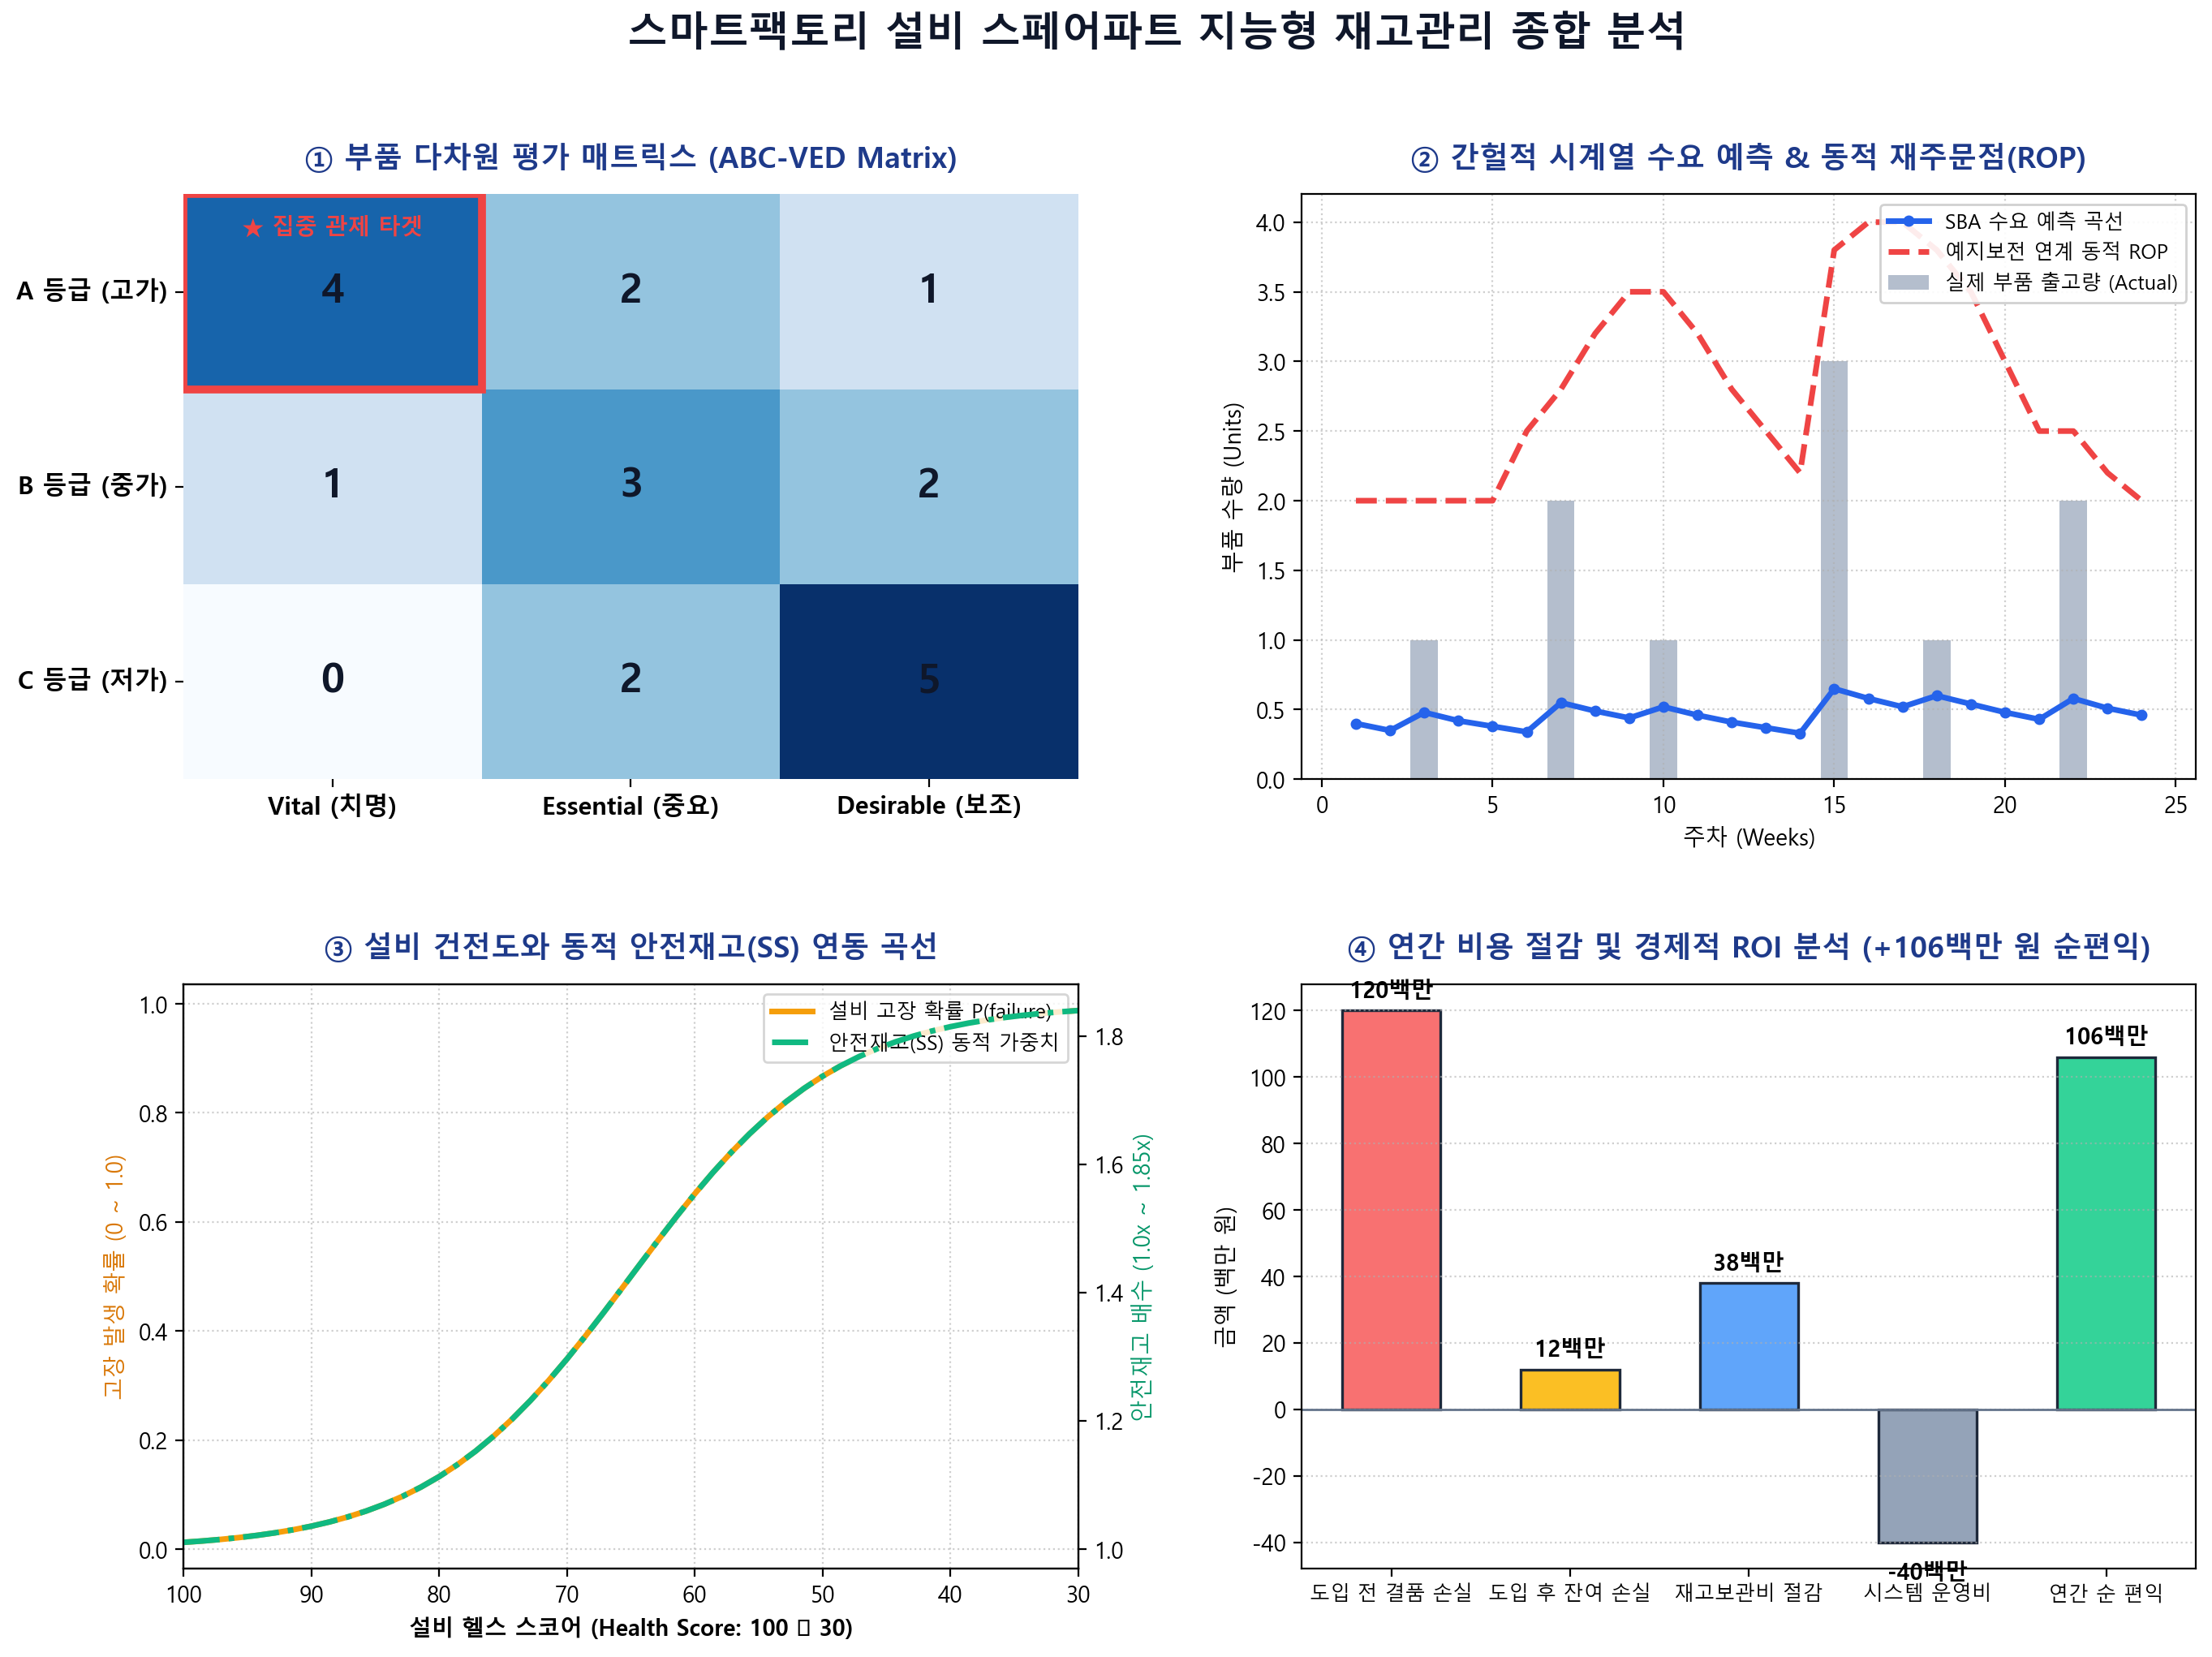 스마트팩토리 설비 스페어파트 지능형 재고관리 종합 분석
① 부품 다차원 평가 매트릭스 (ABC-VED Matrix)
★ 집중 관제 타겟
A 등급 (고가)
4
2
1
B 등급 (중가)
1
3
2
C 등급 (저가)
0
2
5
Vital (치명)
Essential (중요)
Desirable (보조)
② 간헐적 시계열 수요 예측 & 동적 재주문점(ROP)
SBA 수요 예측 곡선
예지보전 연계 동적 ROP
실제 부품 출고량 (Actual)
부품 수량 (Units)
4.0
3.5
3.0
2.5
2.0
1.5
1.0
0.5
0.0
0
5
10
15
20
25
주차 (Weeks)
③ 설비 건전도와 동적 안전재고(SS) 연동 곡선
설비 고장 확률 P(failure)
안전재고(SS) 동적 가중치
고장 발생 확률 (0 ~ 1.0)
1.0
0.8
0.6
0.4
0.2
0.0
1.8
1.6
1.4
1.2
1.0
안전재고 배수 (1.0x ~ 1.85x)
100
90
80
70
60
50
40
30
설비 헬스 스코어 (Health Score: 100 ▯ 30)
④ 연간 비용 절감 및 경제적 ROI 분석 (+106백만 원 순편익)
금액 (백만 원)
120
100
80
60
40
20
0
-20
-40
120백만
12백만
38백만
-40백만
106백만
도입 전 결품 손실
도입 후 잔여 손실
재고보관비 절감
시스템 운영비
연간 순 편익